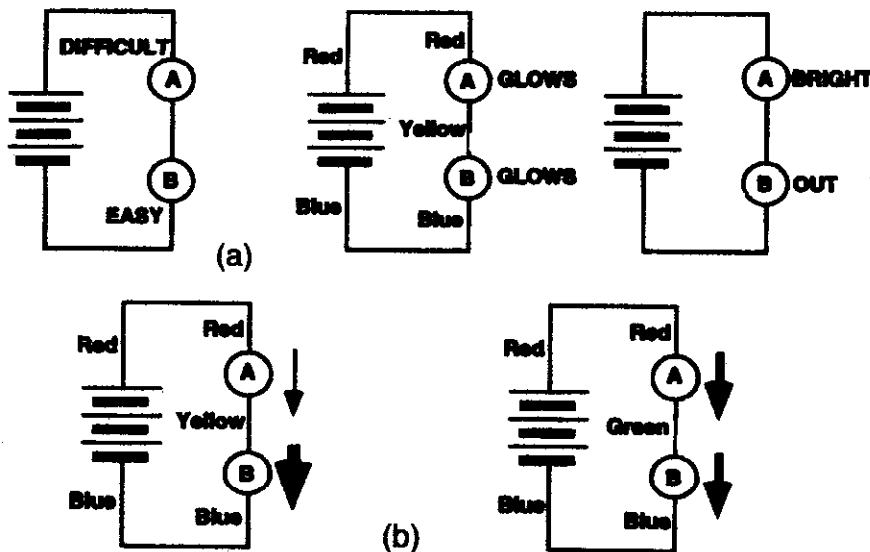 DIFFICULT
A
B
EASY
Red
Red
A
GLOWS
Yellow
B
GLOWS
Blue
Blue
A
BRIGHT
B
OUT
(a)
Red
Red
A
Yellow
B
Blue
Blue
Red
Red
A
Green
B
Blue
Blue
(b)